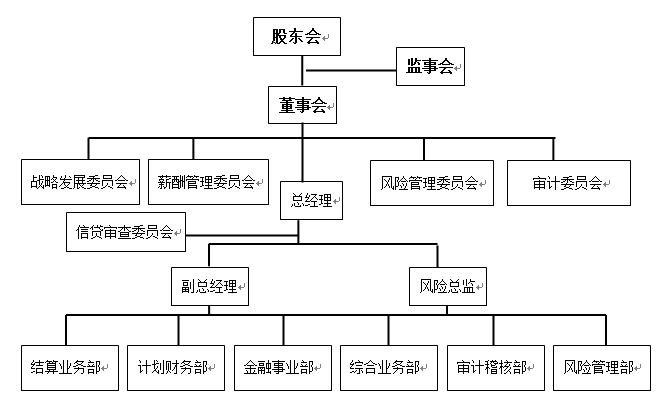 股东会
监事会
董事会
战略发展委员会
薪酬管理委员会
风险管理委员会
审计委员会
总经理
信贷审查委员会
副总经理
风险总监
结算业务部
计划财务部
金融事业部
综合业务部
审计稽核部
风险管理部